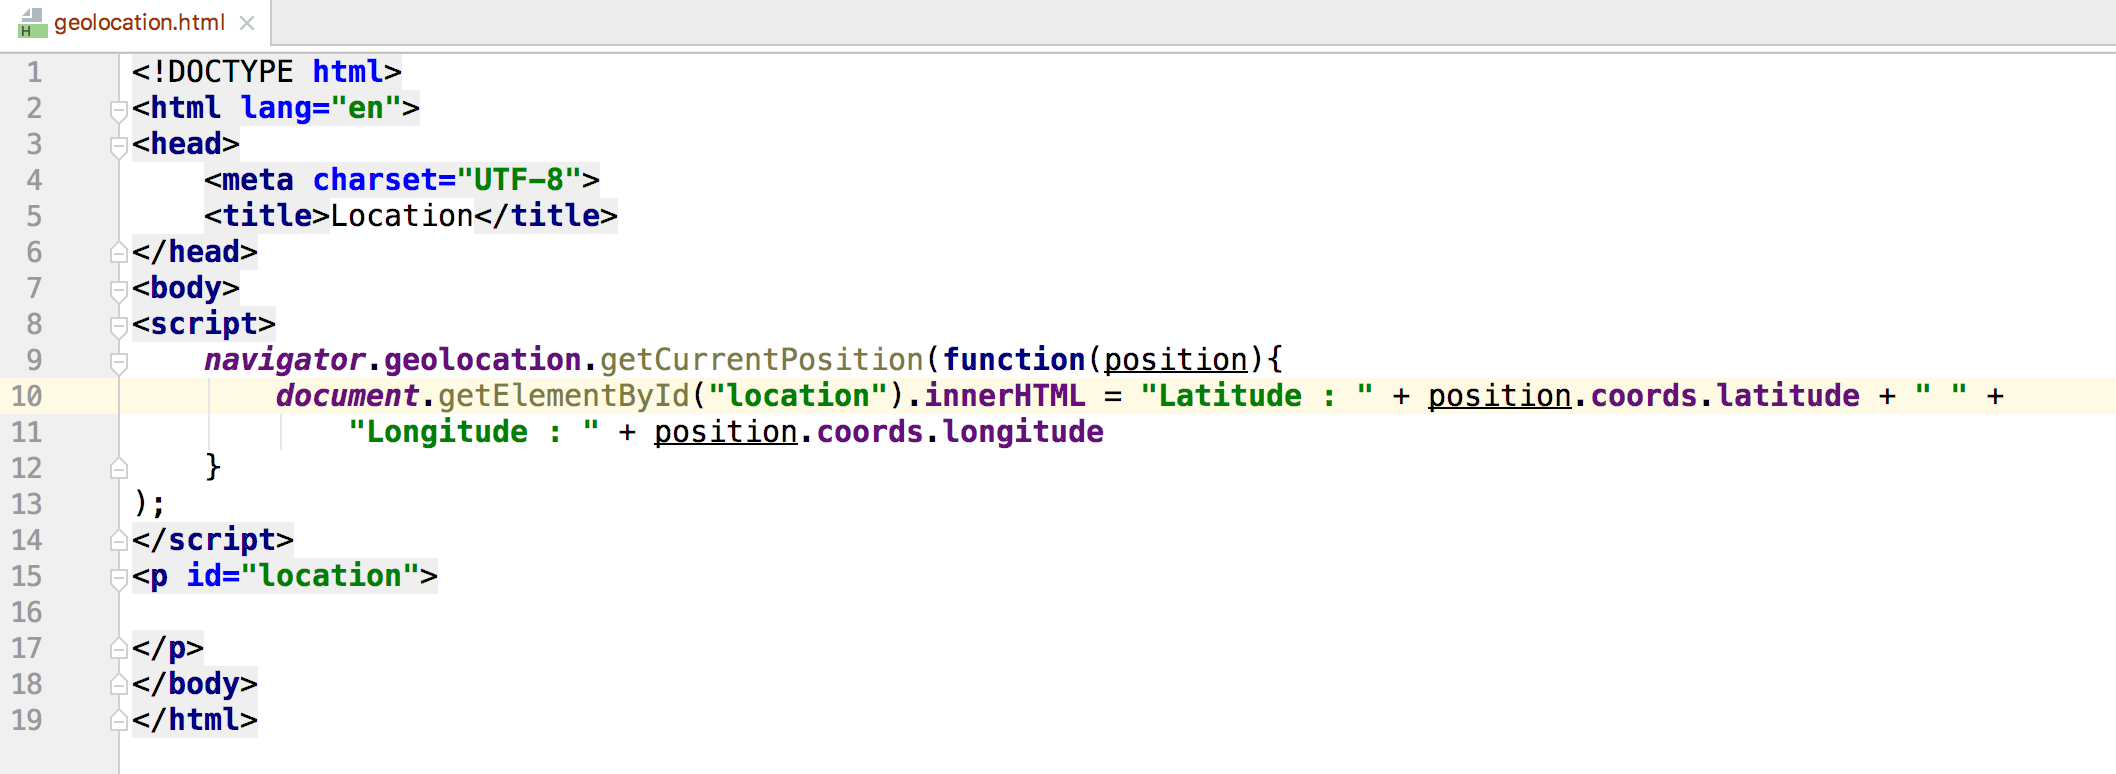 geolocation.html
H
1 <!DOCTYPE html>
2 <html lang="en">
3 <head>
4     <meta charset="UTF-8">
5     <title>Location</title>
6 </head>
7 <body>
8 <script>
9     navigator.geolocation.getCurrentPosition(function(position){
10         document.getElementById("location").innerHTML = "Latitude : " + position.coords.latitude + " " +
11             "Longitude : " + position.coords.longitude
12     }
13 );
14 </script>
15 <p id="location">
16
17 </p>
18 </body>
19 </html>